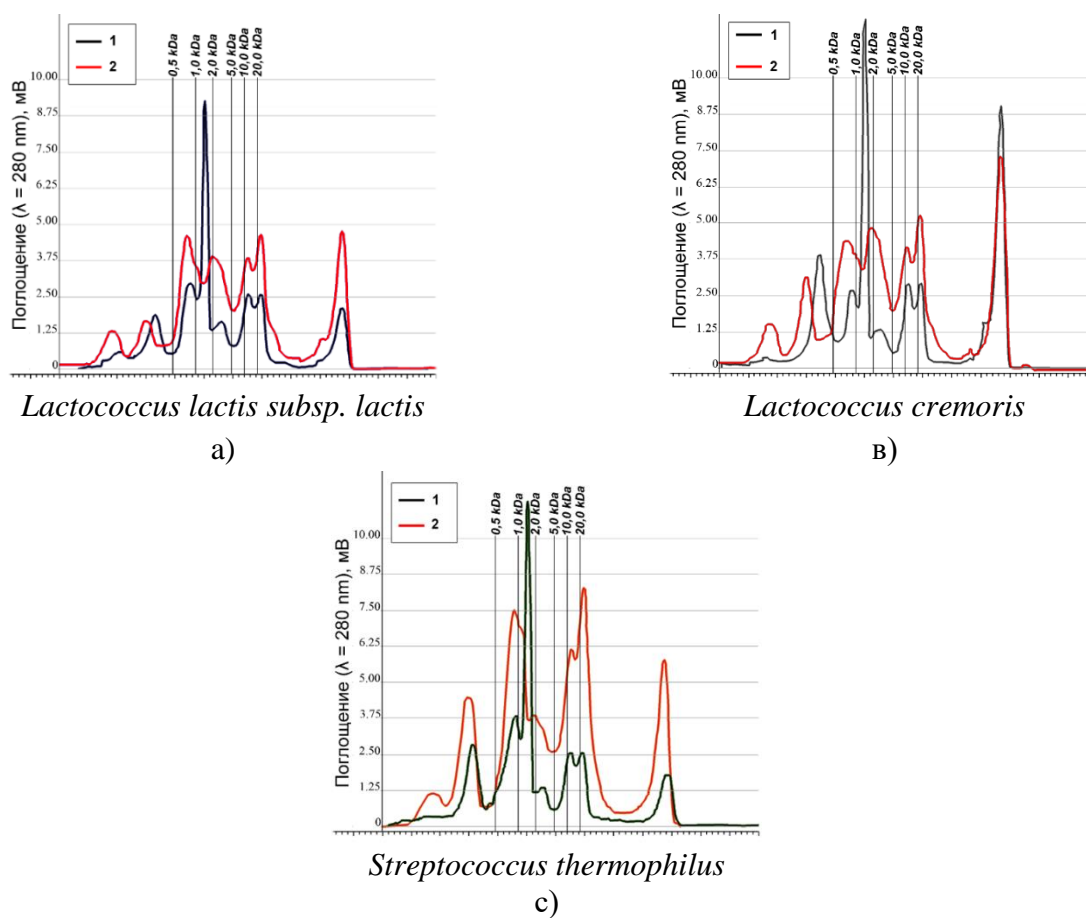 1
2
0,5 kDa
1,0 kDa
2,0 kDa
5,0 kDa
10,0 kDa
20,0 kDa
Поглощение (λ = 280 nm), мВ
10.00
8.75
7.50
6.25
5.00
3.75
2.50
1.25
0
Lactococcus lactis subsp. lactis
а)
1
2
0,5 kDa
1,0 kDa
2,0 kDa
5,0 kDa
10,0 kDa
20,0 kDa
Поглощение (λ = 280 nm), мВ
10.00
8.75
7.50
6.25
5.00
3.75
2.50
1.25
0
Lactococcus cremoris
в)
1
2
0,5 kDa
1,0 kDa
2,0 kDa
5,0 kDa
10,0 kDa
20,0 kDa
Поглощение (λ = 280 nm), мВ
10.00
8.75
7.50
6.25
5.00
3.75
2.50
1.25
0
Streptococcus thermophilus
с)